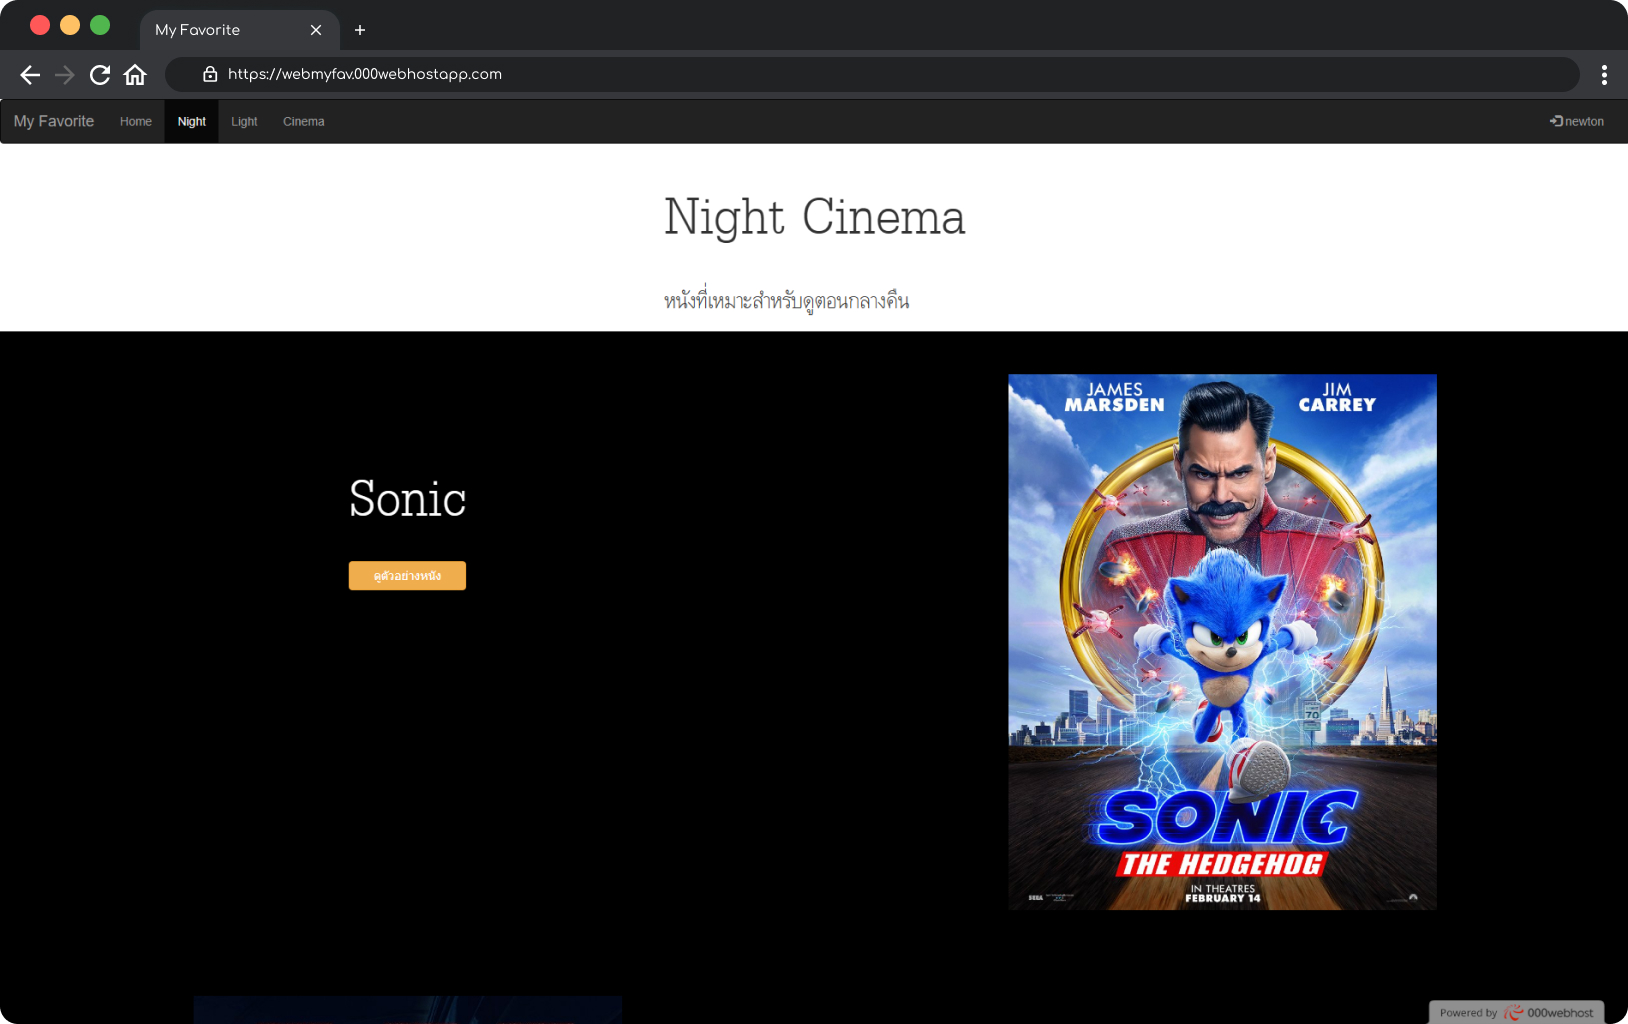 My Favorite
https://webmyfav.000webhostapp.com
My Favorite Home Night Light Cinema newton
Night Cinema
หนังที่เหมาะสำหรับดูตอนกลางคืน
JAMES MARSDEN
JIM CARREY
Sonic
ดูตัวอย่างหนัง
70
SONIC
THE HEDGEHOG
IN THEATRES
FEBRUARY 14
SEGA
Powered by 000webhost